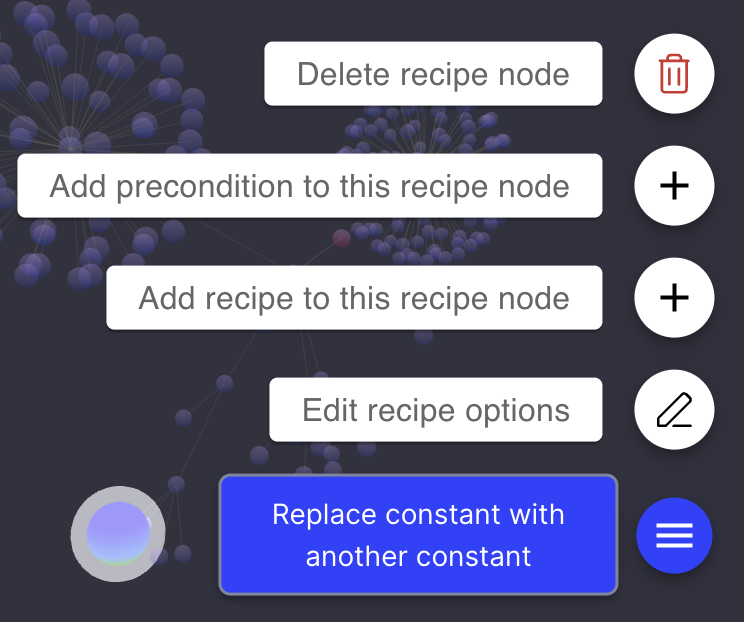 Delete recipe node
Add precondition to this recipe node
Add recipe to this recipe node
Edit recipe options
Replace constant with
another constant